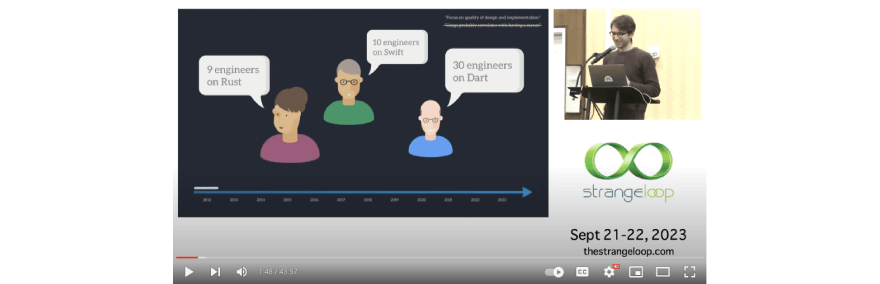 "Focus on quality of design and implementation"
10 engineers
on Swift
9 engineers
on Rust
30 engineers
on Dart
2012
2013
2014
2015
2016
2017
2018
2019
2020
2021
2022
2023
strangeloop
Sept 21-22, 2023
thestrangeloop.com
1:48 / 43:57
CC